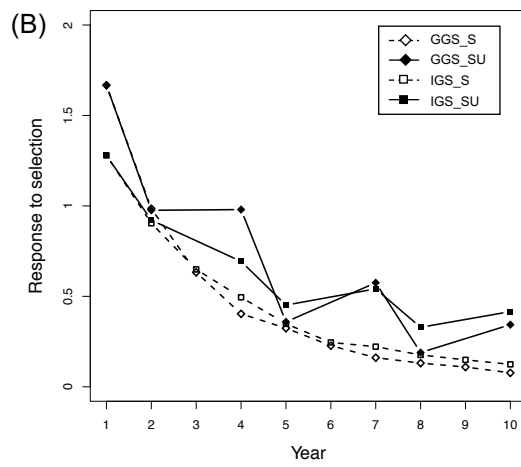 (B)
GGS_S
GGS_SU
IGS_S
IGS_SU
2
1.5
1
0.5
0
Response to selection
1 2 3 4 5 6 7 8 9 10
Year